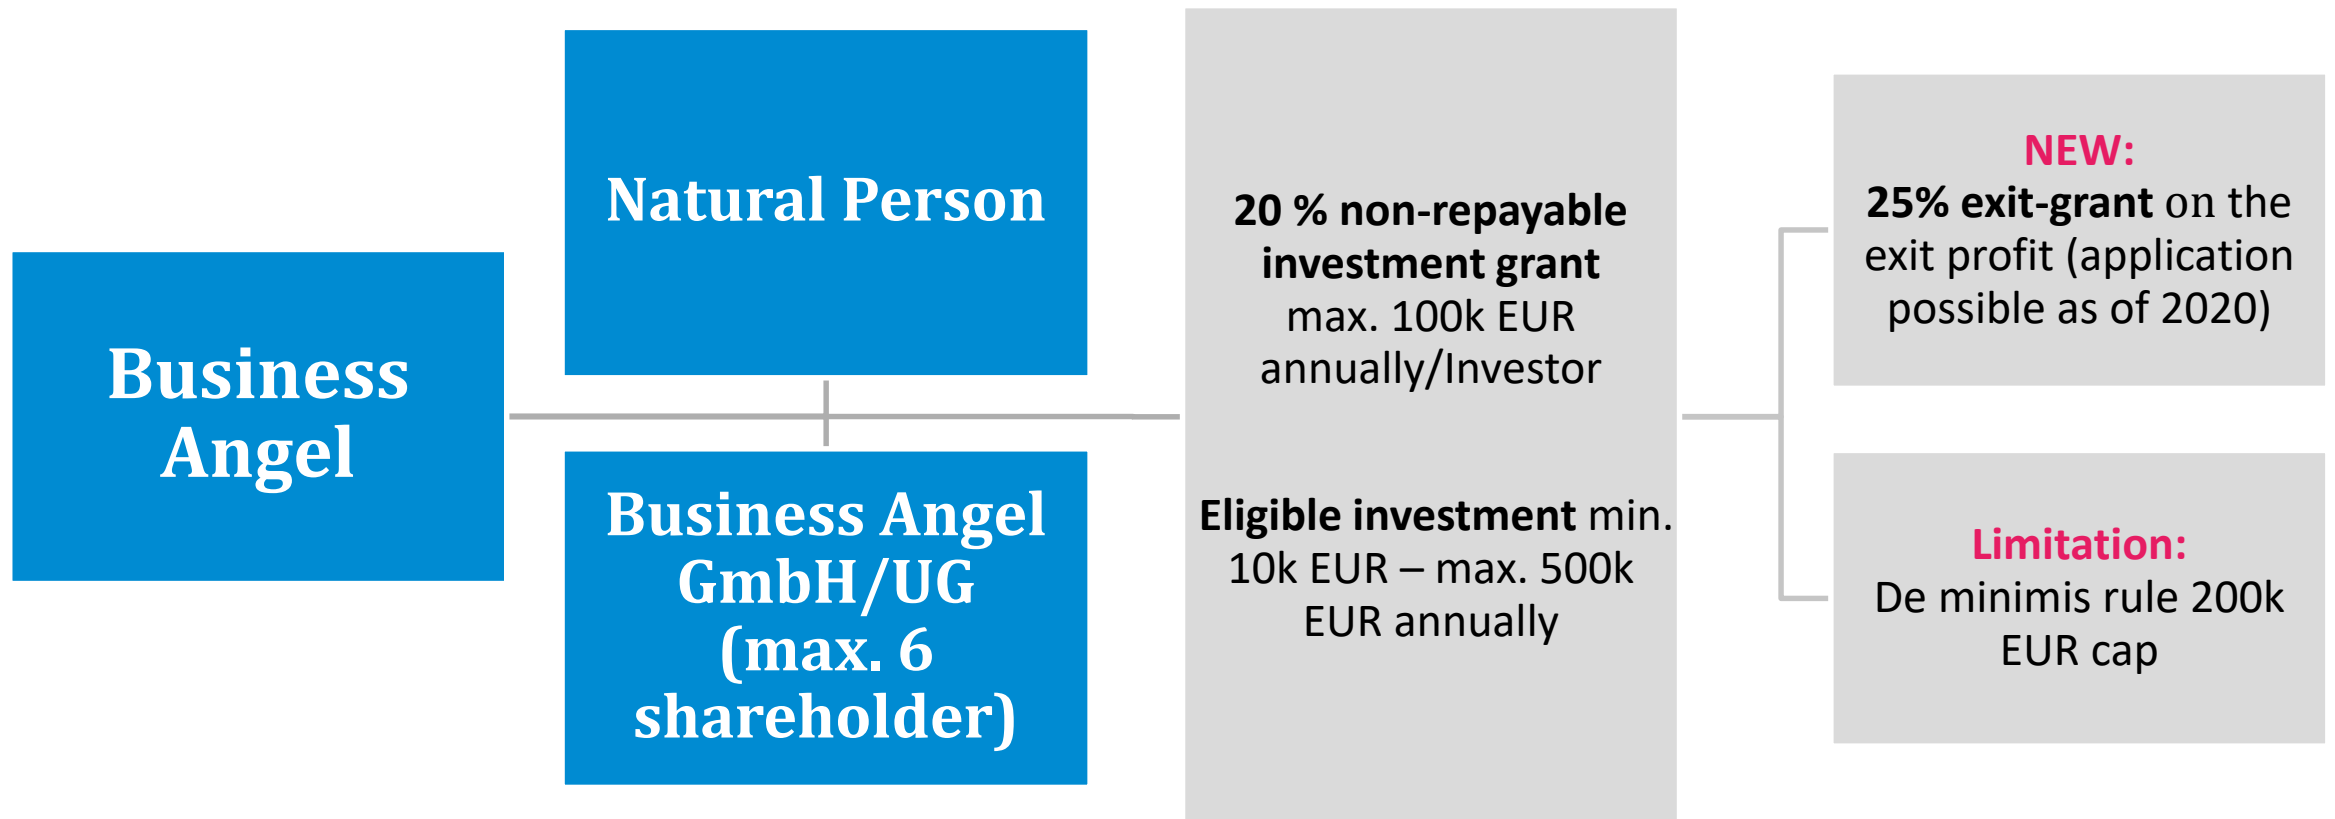 Business
Angel
Natural Person
Business Angel
GmbH/UG
(max. 6
shareholder)
20 % non-repayable
investment grant
max. 100k EUR
annually/Investor
Eligible investment min.
10k EUR – max. 500k
EUR annually
NEW:
25% exit-grant on the
exit profit (application
possible as of 2020)
Limitation:
De minimis rule 200k
EUR cap